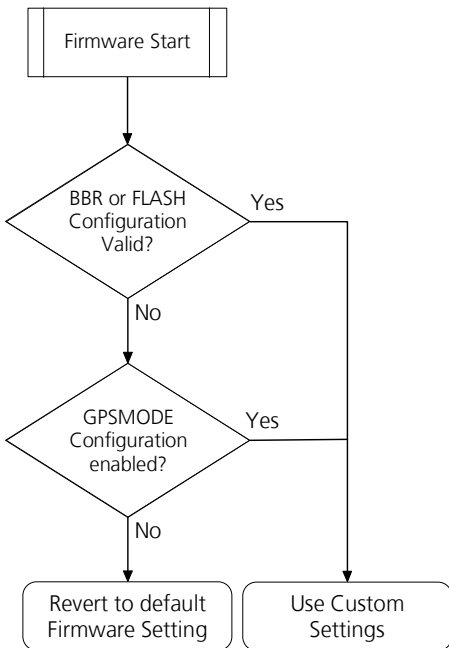 Firmware Start
BBR or FLASH
Configuration
Valid?
Yes
No
GPSMODE
Configuration
enabled?
Yes
No
Revert to default
Firmware Setting
Use Custom
Settings